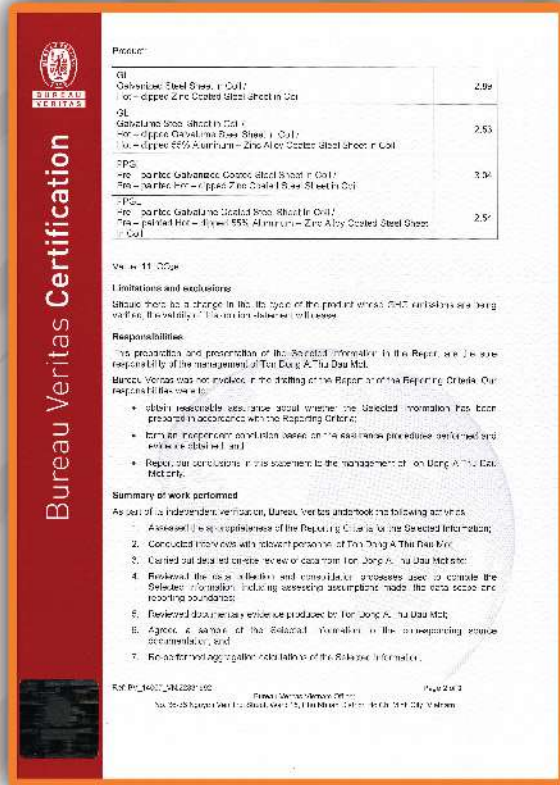 BUREAU
VERITAS
Bureau Veritas Certification
Product
GI
Galvanized Steel Sheet in Coil /
Hot – dipped Zinc Coated Steel Sheet in Coil
GL
Galvalume Steel Sheet in Coil /
Hot – dipped Galvalume Steel Sheet in Coil /
Hot – dipped 55% Aluminum – Zinc Alloy Coated Steel Sheet in Coil
2.53
PPGI
Pre – painted Galvanized Coated Steel Sheet in Coil /
Pre – painted Hot – dipped Zinc Coated Steel Sheet in Coil
PPGL
Pre – painted Galvalume Coated Steel Sheet in Coil /
Pre – painted Hot – dipped 55% Aluminum – Zinc Alloy Coated Steel Sheet
in Coil
Limitations and exclusions
Should there be a change in the life cycle of the product whose GHG emissions are being
verified, the validity of this opinion statement will cease
Responsibilities
This preparation and presentation of the Selected Information in the Report are the sole
responsibility of the management of Ton Dong A Thu Dau Mot.
Bureau Veritas was not involved in the drafting of the Report or of the Reporting Criteria. Our
responsibilities were to:
• obtain reasonable assurance about whether the Selected Information has been
prepared in accordance with the Reporting Criteria;
• form an independent conclusion based on the assurance procedures performed and
evidence obtained; and
• Report our conclusions in this statement to the management of Ton Dong A Thu Dau
Mot only.
Summary of work performed
As part of its independent verification, Bureau Veritas undertook the following activities
1. Assessed the appropriateness of the Reporting Criteria for the Selected Information;
2. Conducted interviews with relevant personnel of Ton Dong A Thu Dau Mot
3. Carried out detailed on-site review of data from Ton Dong A Thu Dau Mot site;
4. Reviewed the data collection and consolidation processes used to compile the
Selected Information, including assessing assumptions made, the data scope and
reporting boundaries;
5. Reviewed documentary evidence produced by Ton Dong A Thu Dau Mot;
6. Agreed a sample of the Selected Information to the corresponding source
documentation; and
7. Re-performed aggregation calculations of the Selected Information;
Page 2 of
Bureau Veritas Vietnam Office:
Ho Chi Minh City, Vietnam